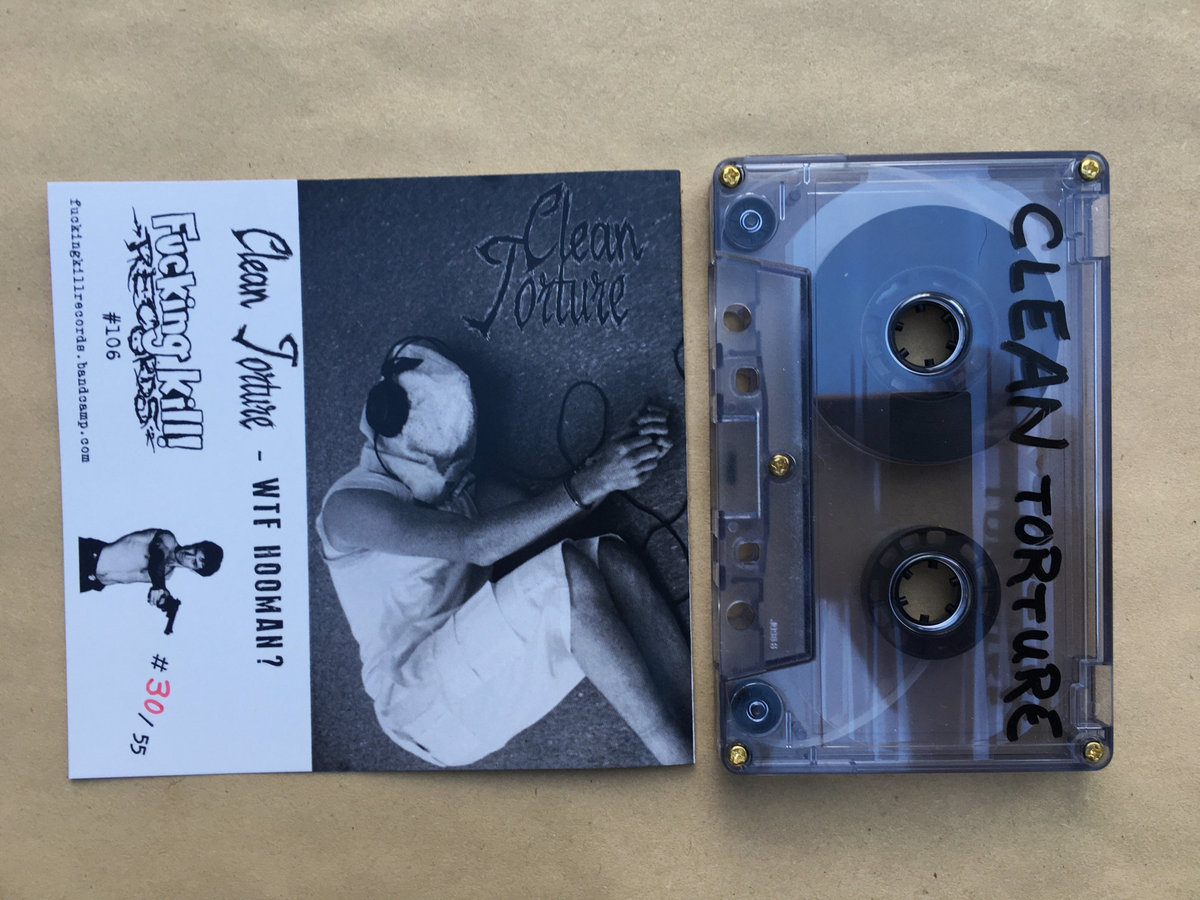 Clean
Torture
Clean Torture - WTF HOOMAN?
Fucking kill!
RECORDS
#106
fuckingkillrecords.bandcamp.com
# 30 / 55
CLEAN TORTURE